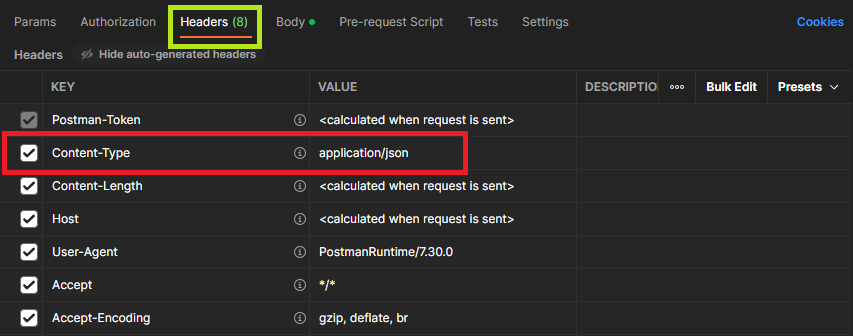 Params Authorization Headers (8) Body Pre-request Script Tests Settings Cookies
Headers Hide auto-generated headers
KEY VALUE DESCRIPTION Bulk Edit Presets
Postman-Token <calculated when request is sent>
Content-Type application/json
Content-Length <calculated when request is sent>
Host <calculated when request is sent>
User-Agent PostmanRuntime/7.30.0
Accept */*
Accept-Encoding gzip, deflate, br